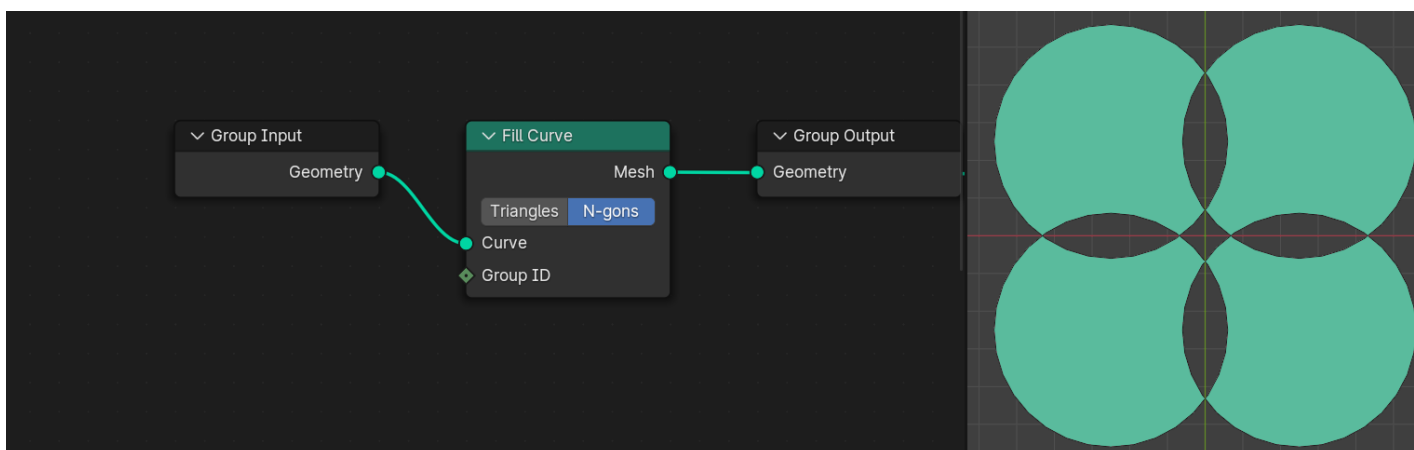 Group Input
Geometry
Fill Curve
Mesh
Triangles N-gons
Curve
Group ID
Group Output
Geometry